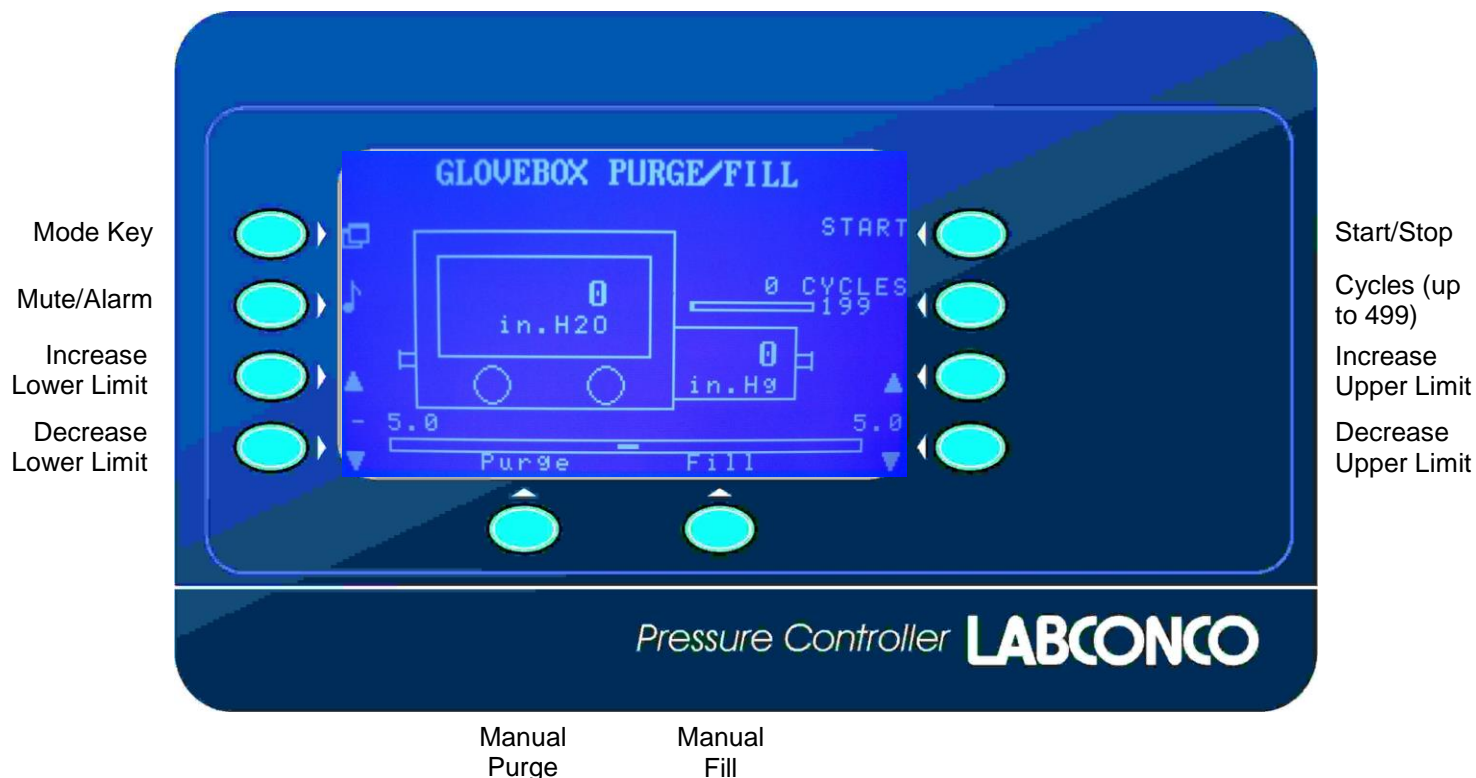 GLOVEBOX PURGE/FILL
Mode Key
START
Start/Stop
Mute/Alarm
0
in.H2O
0 CYCLES
199
Cycles (up
to 499)
Increase
Lower Limit
0
in.Hg
Increase
Upper Limit
Decrease
Lower Limit
- 5.0
5.0
Decrease
Upper Limit
Purge
Fill
Pressure Controller LABCONCO
Manual
Purge
Manual
Fill